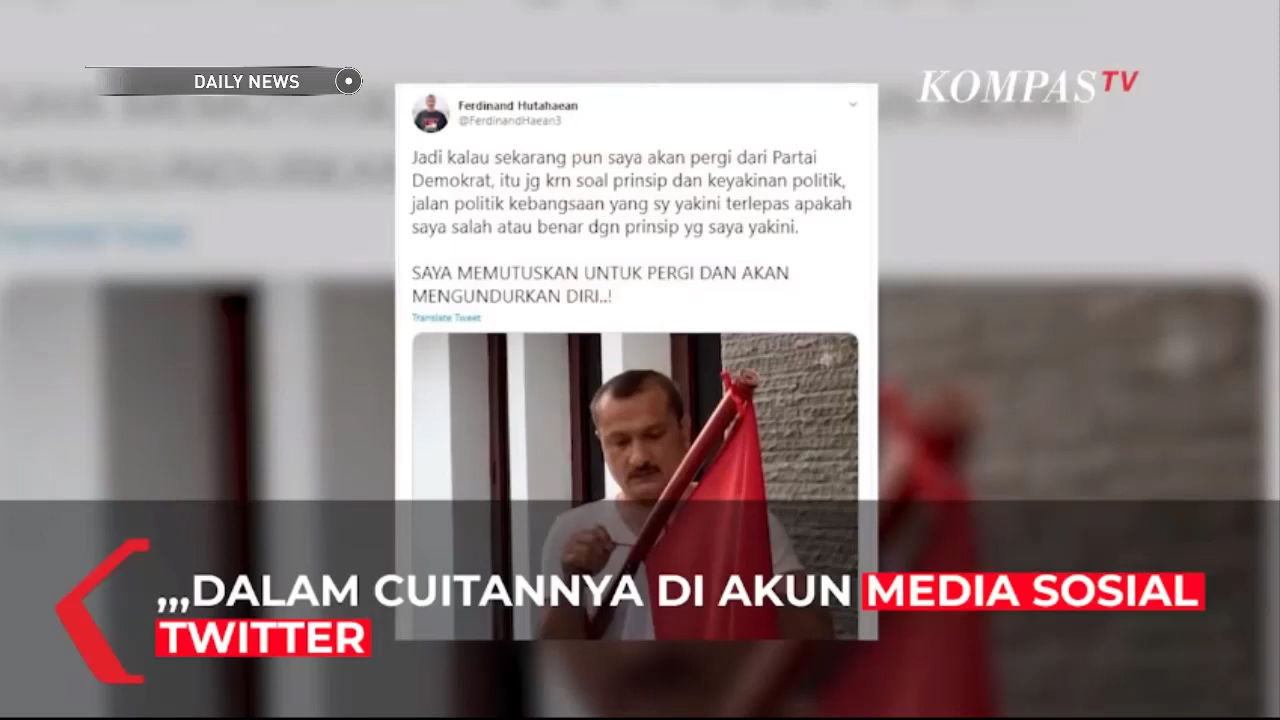 DAILY NEWS
KOMPAS TV
Ferdinand Hutahaean
@FerdinandHaean3
Jadi kalau sekarang pun saya akan pergi dari Partai
Demokrat, itu jg krn soal prinsip dan keyakinan politik,
jalan politik kebangsaan yang sy yakini terlepas apakah
saya salah atau benar dgn prinsip yg saya yakini.
SAYA MEMUTUSKAN UNTUK PERGI DAN AKAN
MENGUNDURKAN DIRI..!
Translate Tweet
,,,DALAM CUITANNYA DI AKUN MEDIA SOSIAL
TWITTER